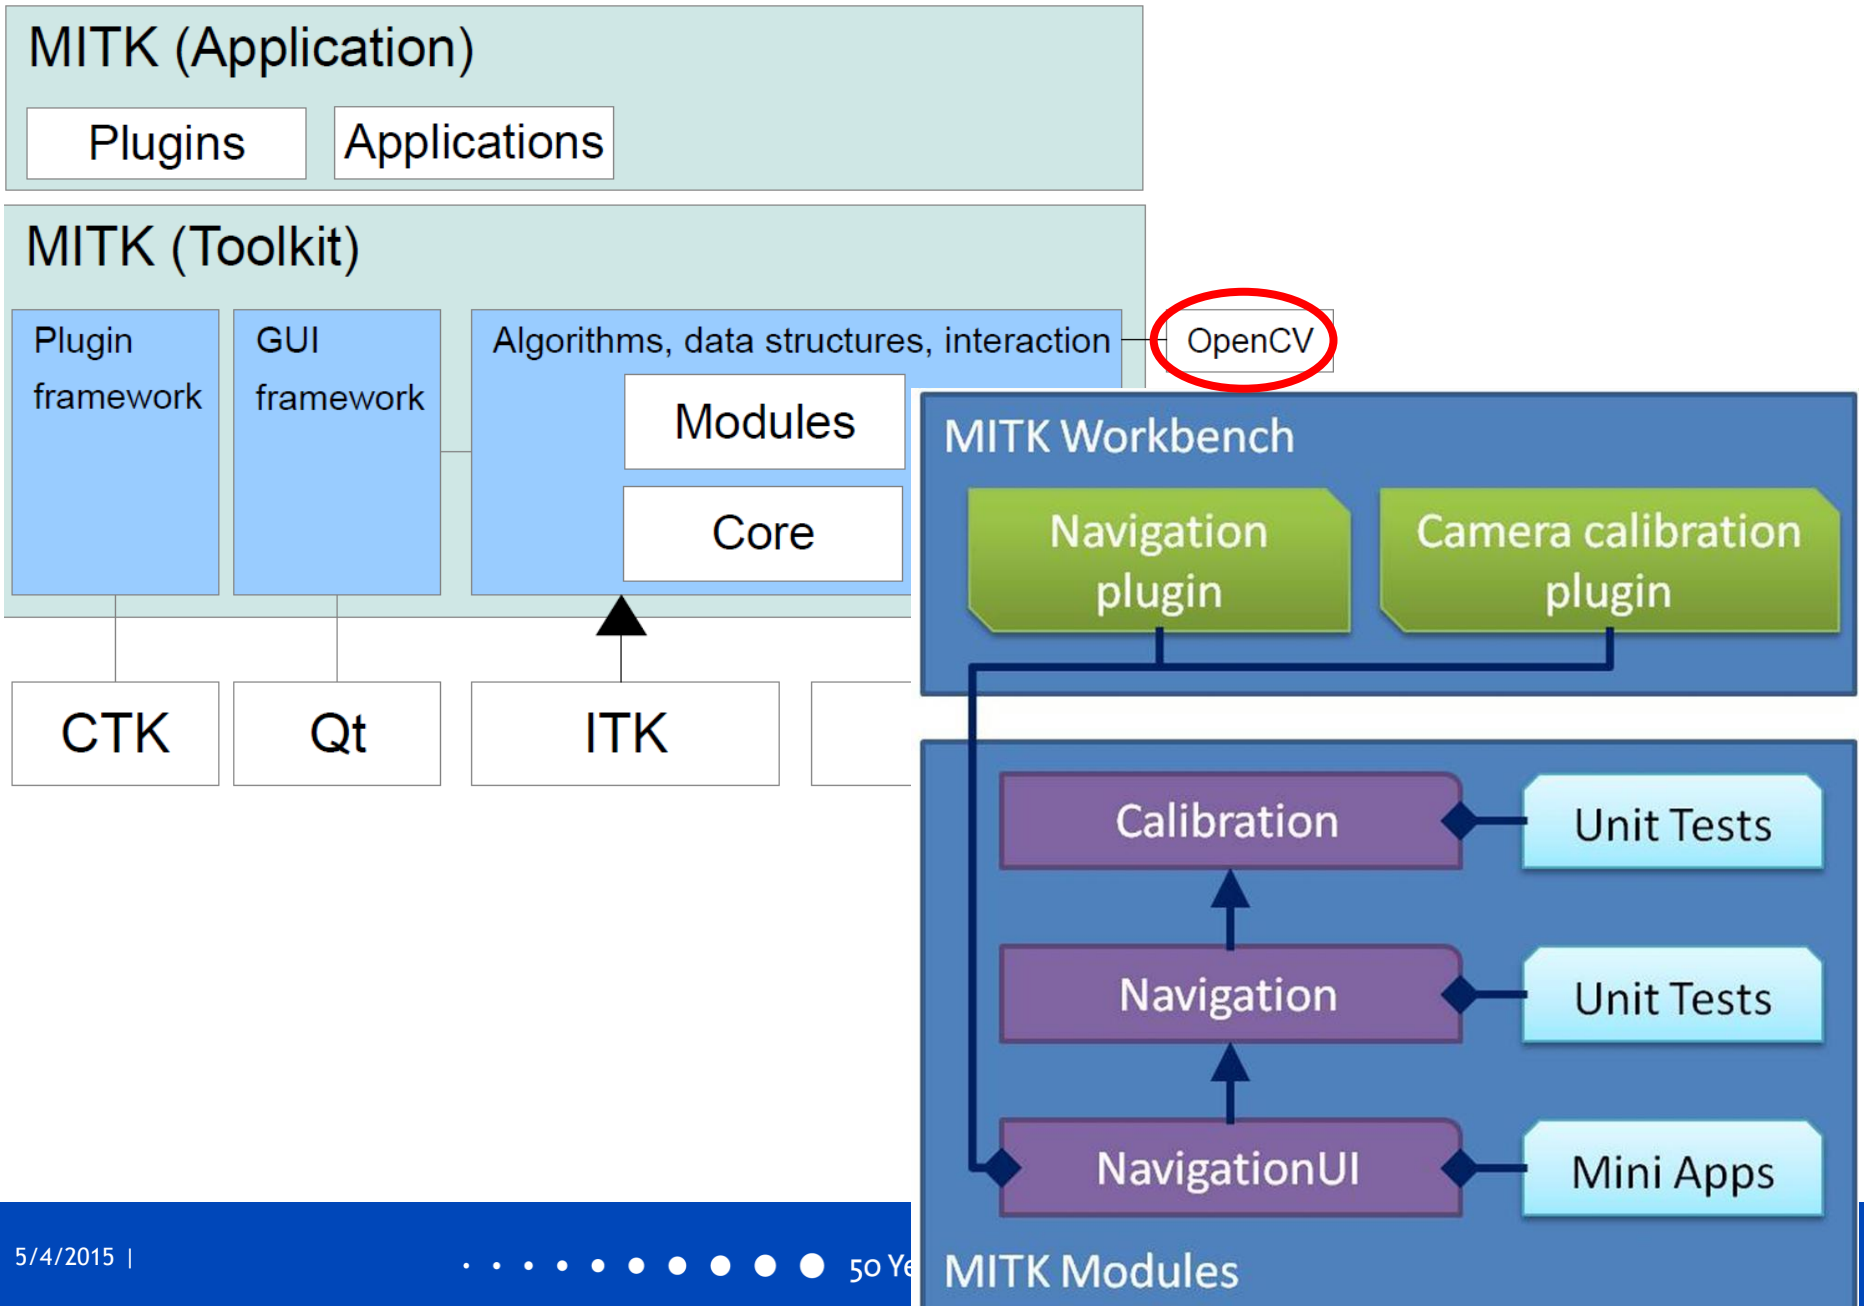 MITK (Application)
Plugins
Applications
MITK (Toolkit)
Plugin
framework
GUI
framework
Algorithms, data structures, interaction
OpenCV
Modules
Core
CTK
Qt
ITK
MITK Workbench
Navigation
plugin
Camera calibration
plugin
Calibration
Unit Tests
Navigation
Unit Tests
NavigationUI
Mini Apps
MITK Modules
5/4/2015 |
50 Ye